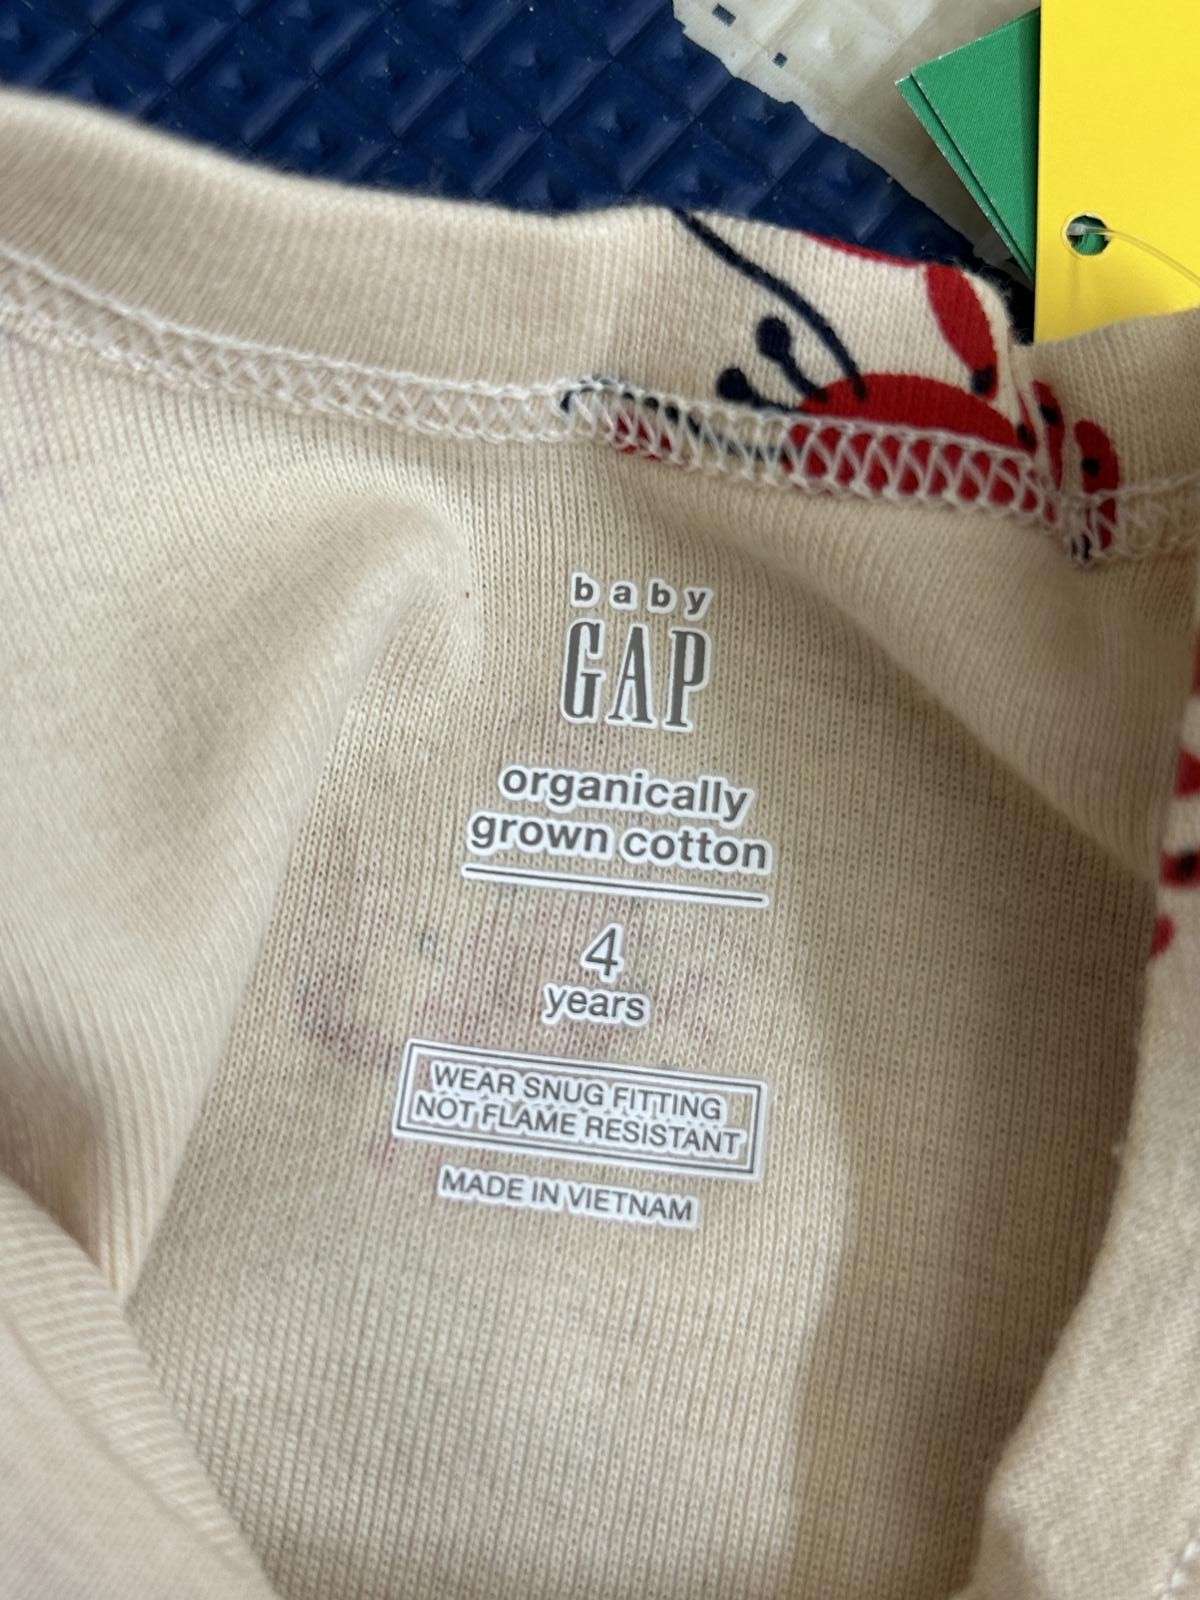 baby
GAP
organically
grown cotton
4
years
WEAR SNUG FITTING
NOT FLAME RESISTANT
MADE IN VIETNAM